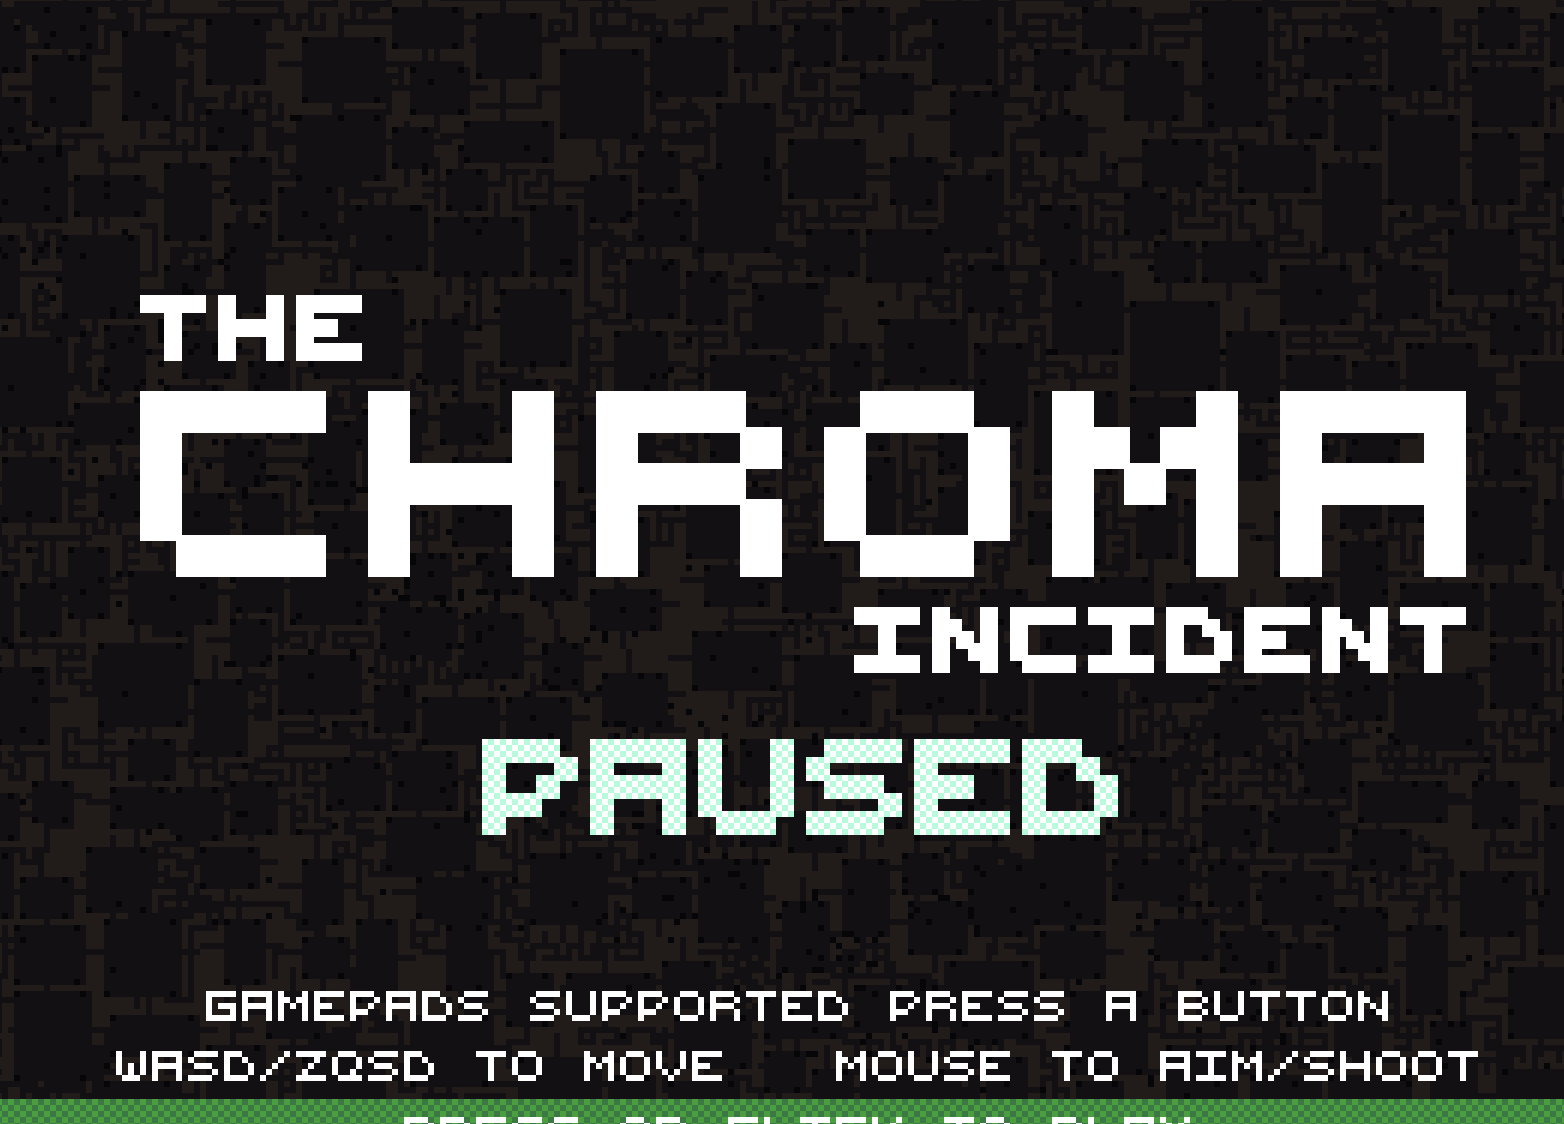 THE
CHROMA
INCIDENT
PAUSED
GAMEPADS SUPPORTED PRESS A BUTTON
WASD/ZQSD TO MOVE MOUSE TO AIM/SHOOT